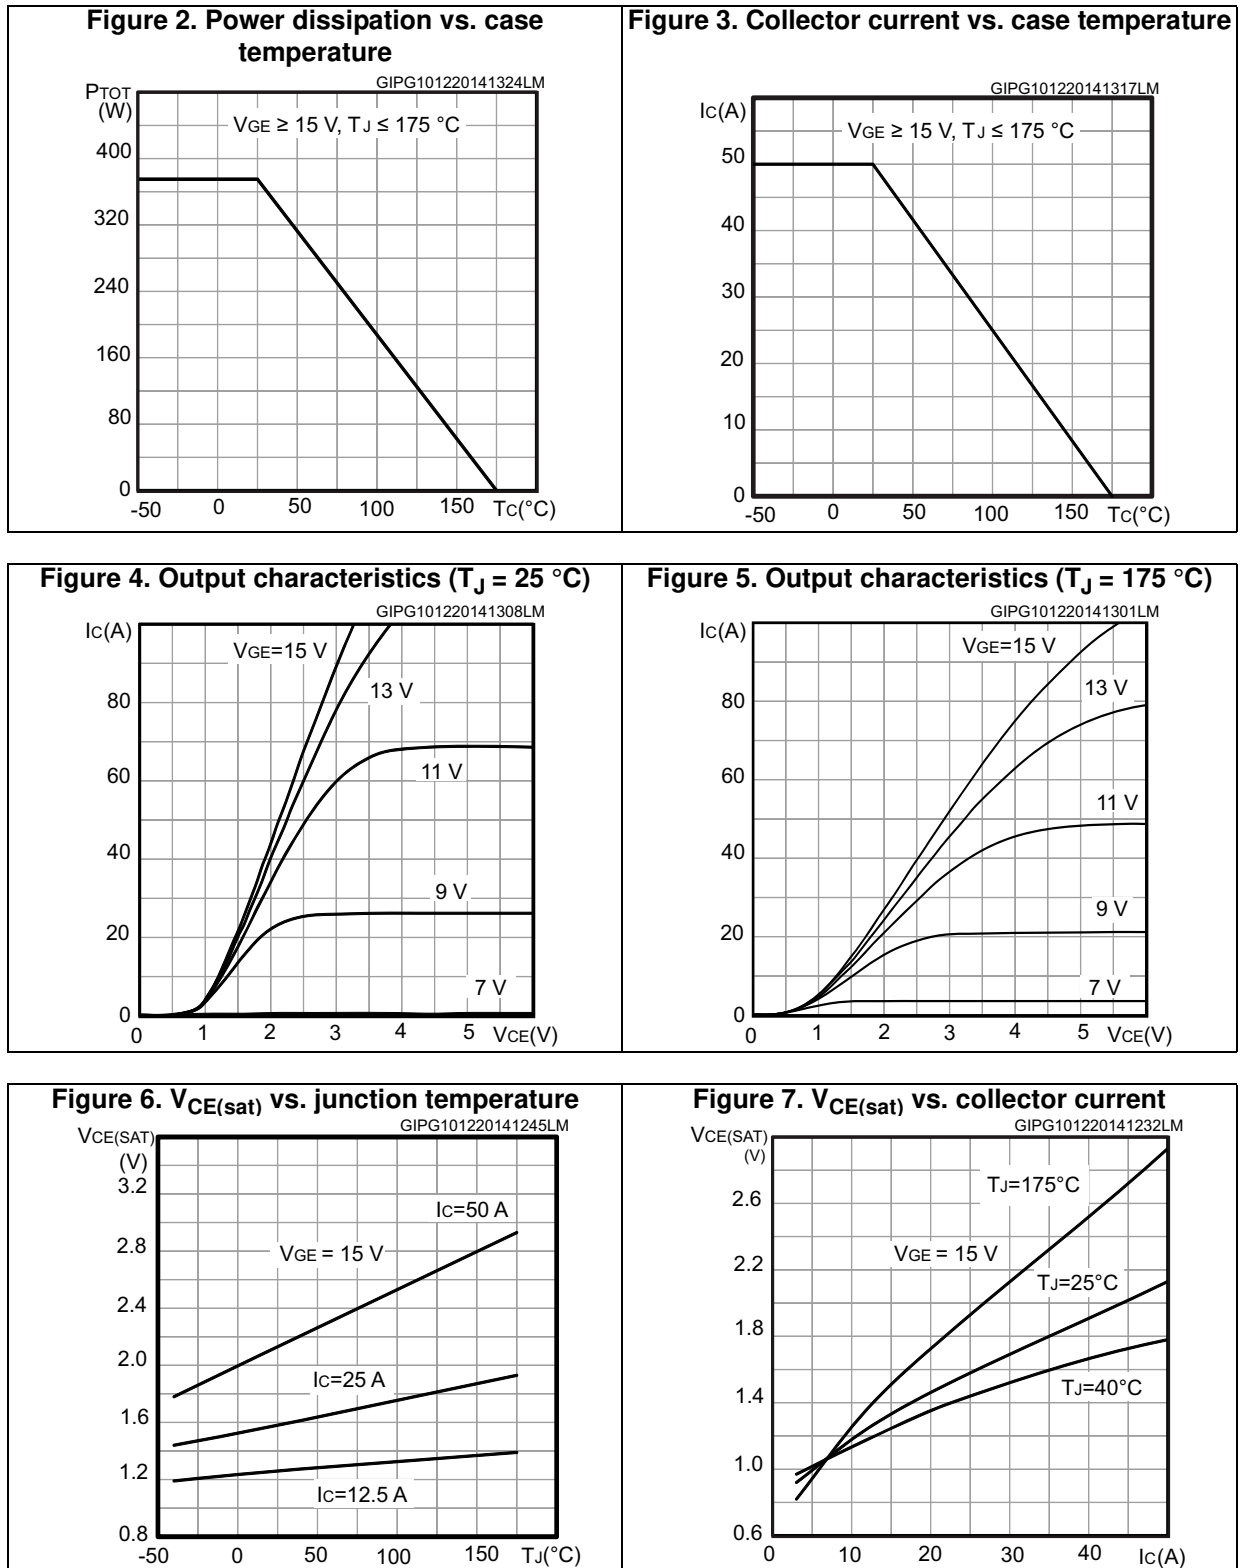 Figure 2. Power dissipation vs. case
temperature
GIPG101220141324LM
PTOT
(W)
VGE ≥ 15 V, TJ ≤ 175 °C
400
320
240
160
80
0
-50 0 50 100 150 TC(°C)
Figure 3. Collector current vs. case temperature
GIPG101220141317LM
IC(A)
VGE ≥ 15 V, TJ ≤ 175 °C
50
40
30
20
10
0
-50 0 50 100 150 TC(°C)
Figure 4. Output characteristics (TJ = 25 °C)
GIPG101220141308LM
IC(A)
VGE=15 V
13 V
80
11 V
60
40
9 V
20
7 V
0
0 1 2 3 4 5 VCE(V)
Figure 5. Output characteristics (TJ = 175 °C)
GIPG101220141301LM
IC(A)
VGE=15 V
13 V
80
60
11 V
40
9 V
20
7 V
0
0 1 2 3 4 5 VCE(V)
Figure 6. VCE(sat) vs. junction temperature
GIPG101220141245LM
VCE(SAT)
(V)
3.2
IC=50 A
2.8
VGE = 15 V
2.4
2.0
IC=25 A
1.6
1.2
IC=12.5 A
0.8
-50 0 50 100 150 TJ(°C)
Figure 7. VCE(sat) vs. collector current
GIPG101220141232LM
VCE(SAT)
(V)
TJ=175°C
2.6
VGE = 15 V
2.2
TJ=25°C
1.8
TJ=40°C
1.4
1.0
0.6
0 10 20 30 40 IC(A)